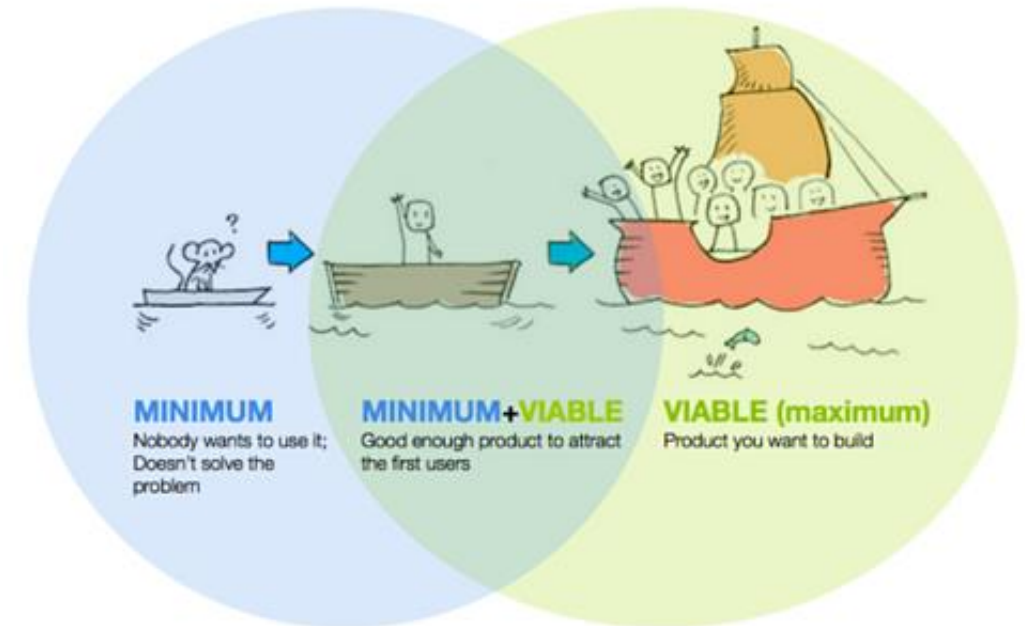 ?
MINIMUM
Nobody wants to use it;
Doesn't solve the
problem
MINIMUM+VIABLE
Good enough product to attract
the first users
VIABLE (maximum)
Product you want to build